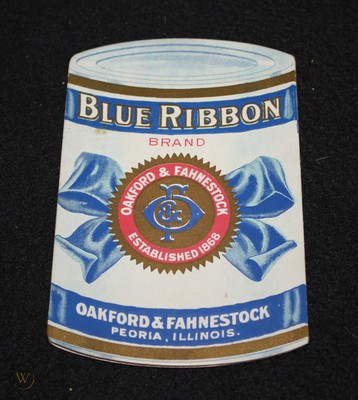 BLUE RIBBON
BRAND
OAKFORD & FAHNESTOCK
ESTABLISHED 1868
OAKFORD & FAHNESTOCK
PEORIA, ILLINOIS.